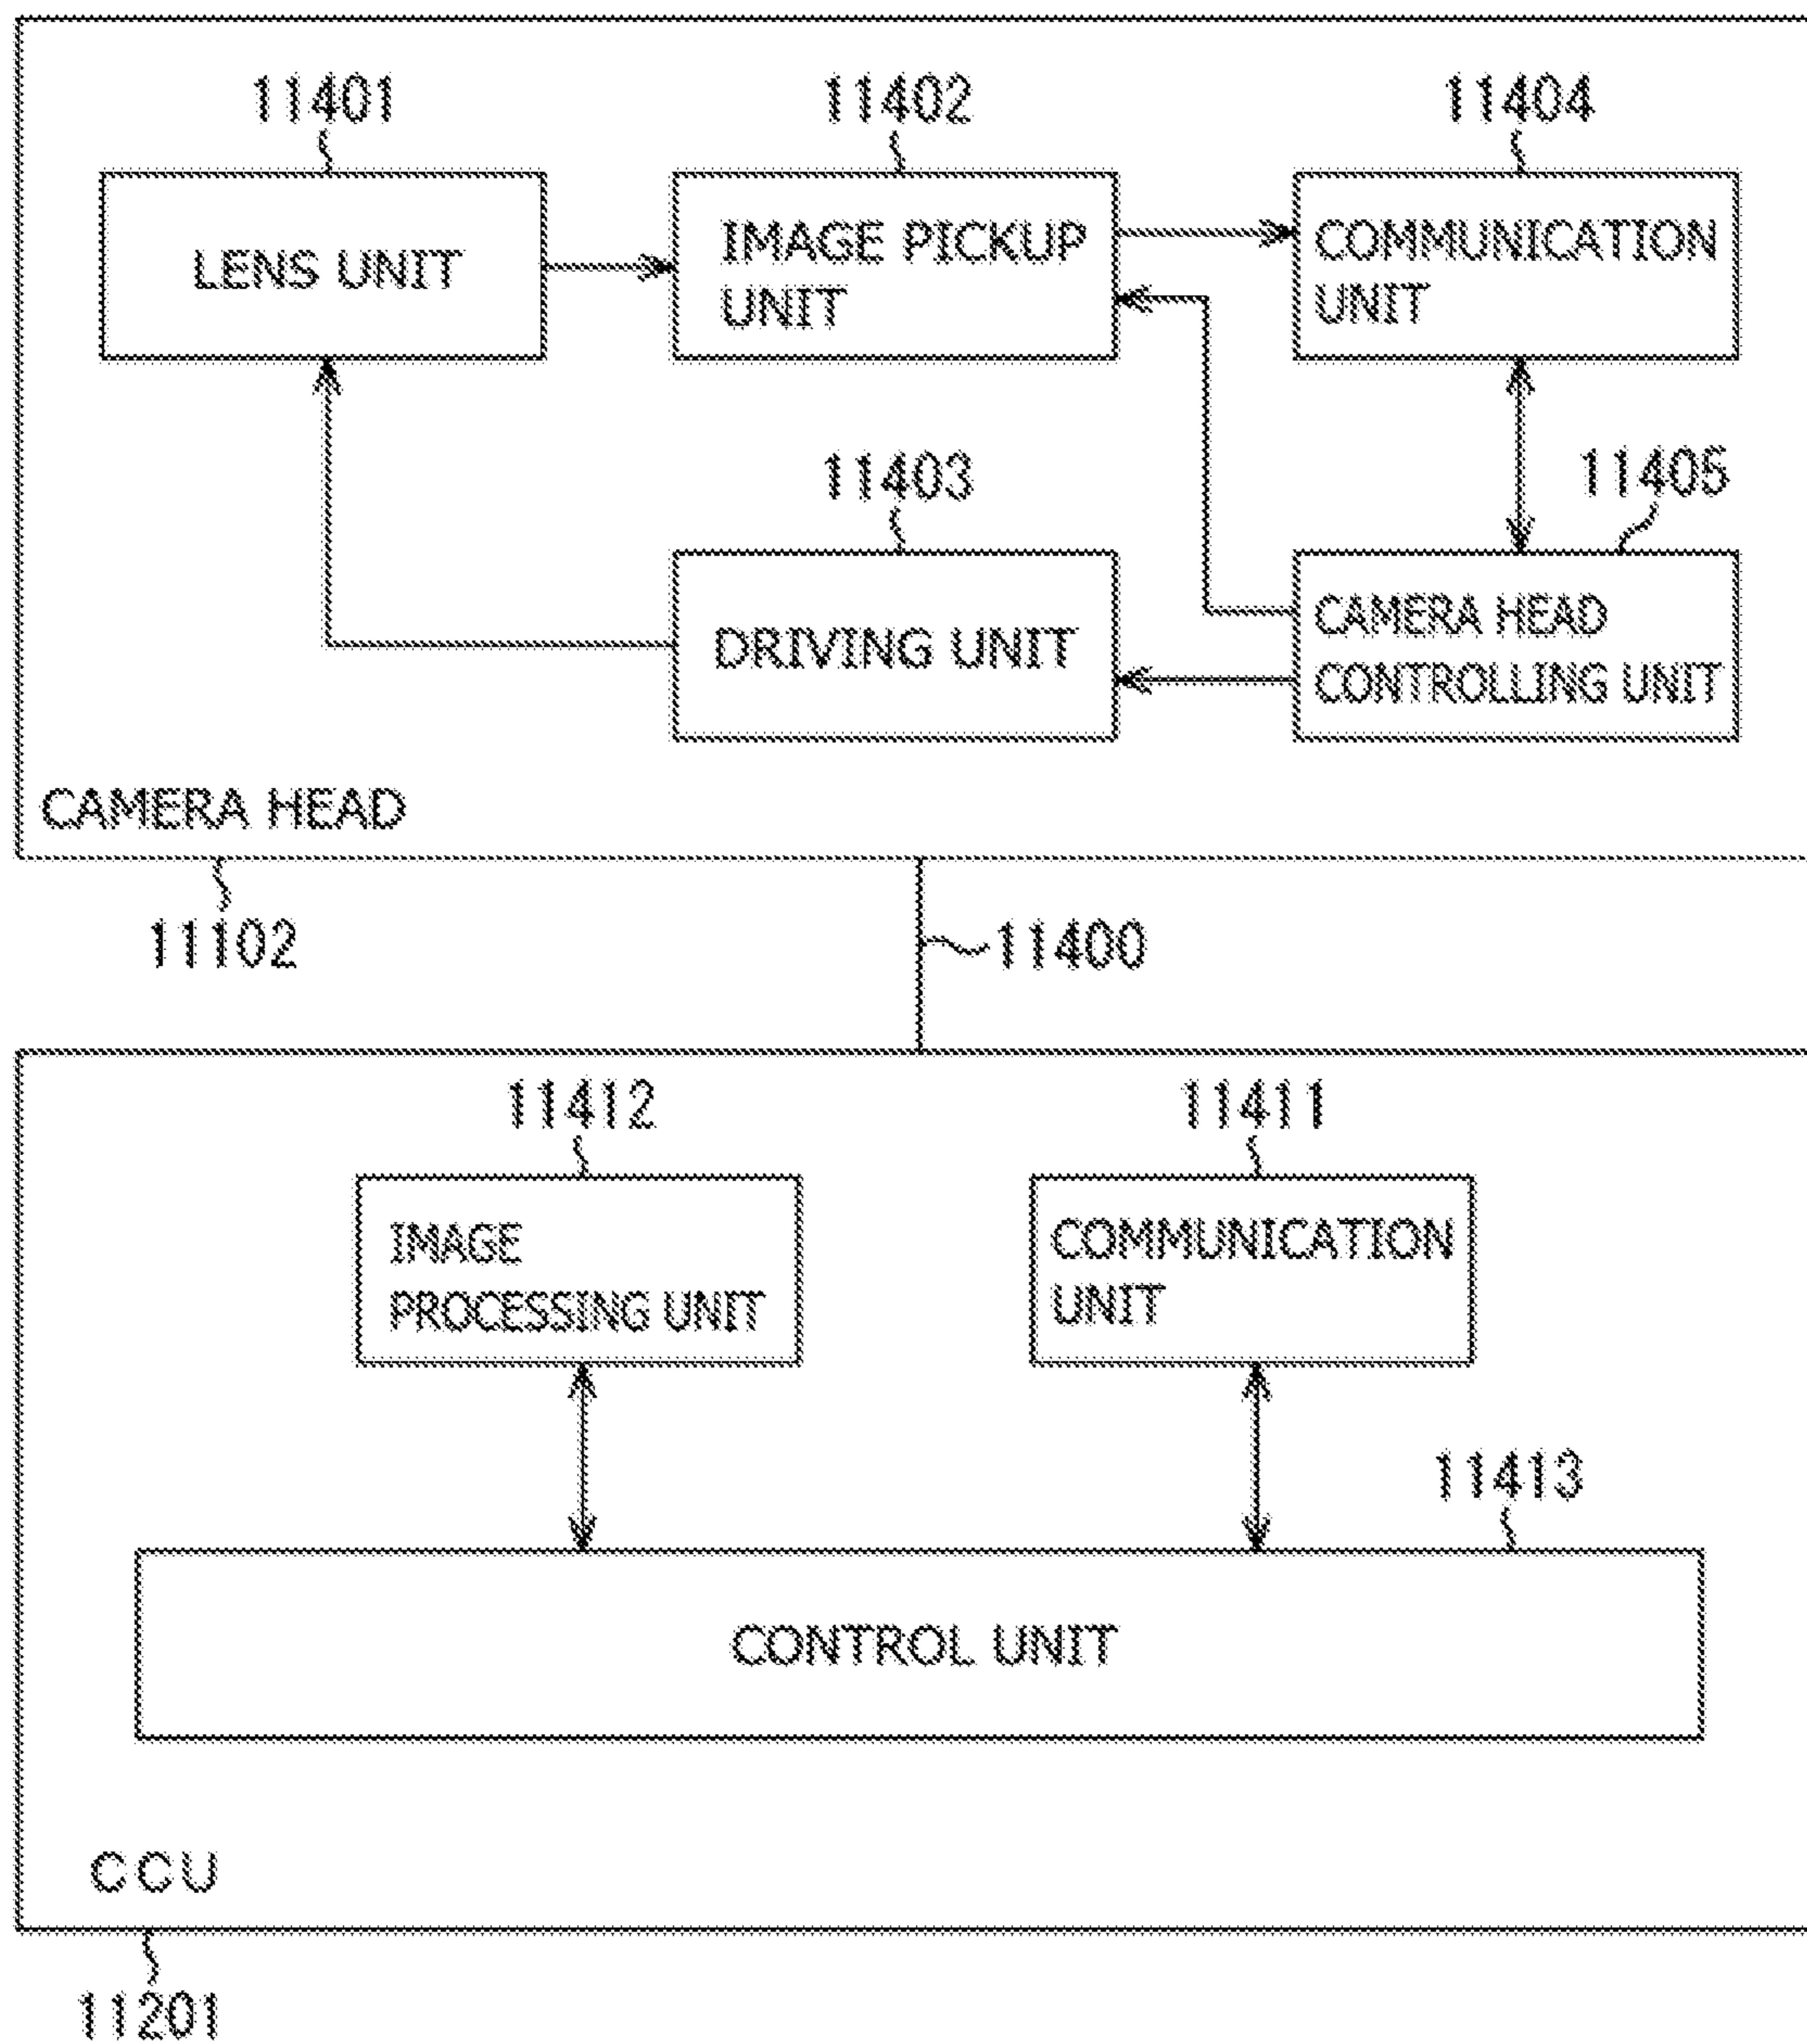 11401
11402
11404
LENS UNIT
IMAGE PICKUP
UNIT
COMMUNICATION
UNIT
11403
11405
DRIVING UNIT
CAMERA HEAD
CONTROLLING UNIT
CAMERA HEAD
11102
11400
11412
11411
IMAGE
PROCESSING UNIT
COMMUNICATION
UNIT
11413
CONTROL UNIT
CCU
11201